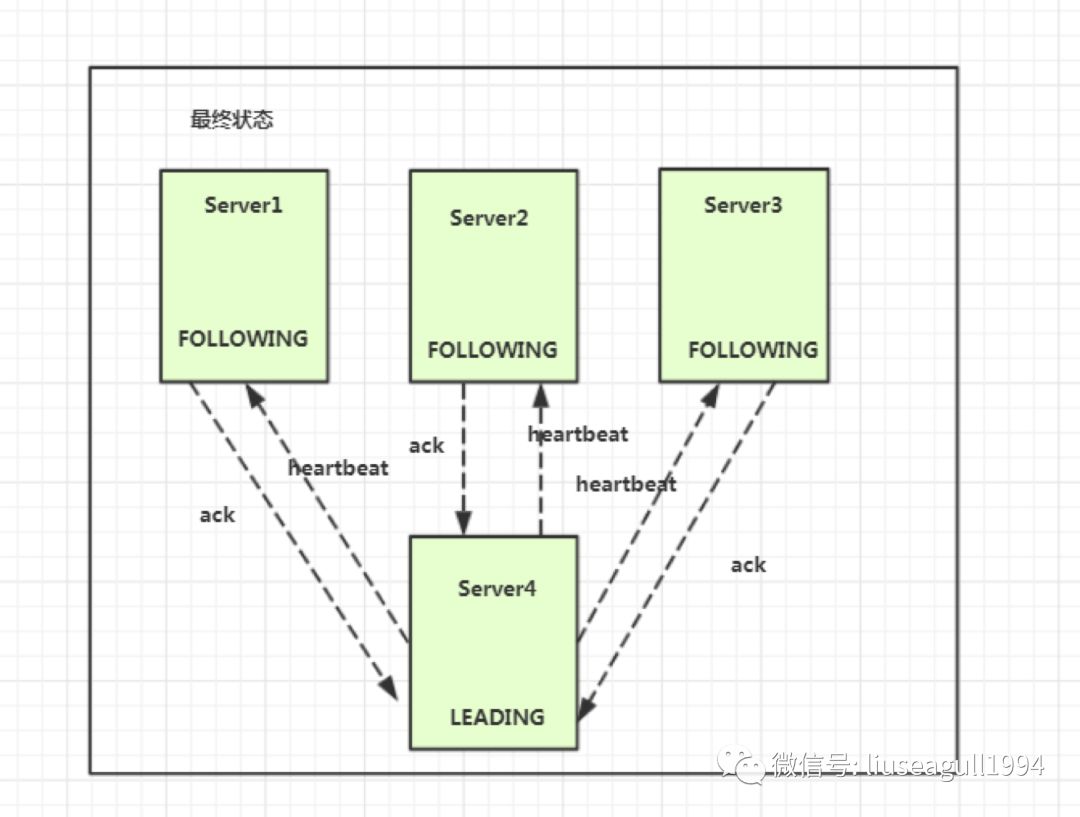 最终状态
Server1
Server2
Server3
FOLLOWING
FOLLOWING
FOLLOWING
ack
heartbeat
ack
heartbeat
heartbeat
ack
Server4
LEADING
微信号: liuseagull1994